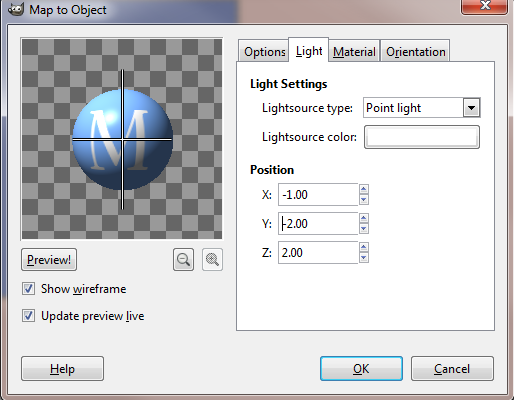 Map to Object
Options Light Material Orientation
Light Settings
Lightsource type: Point light
Lightsource color:
Position
X: -1.00
Y: -2.00
Z: 2.00
M
Preview!
Show wireframe
Update preview live
Help OK Cancel